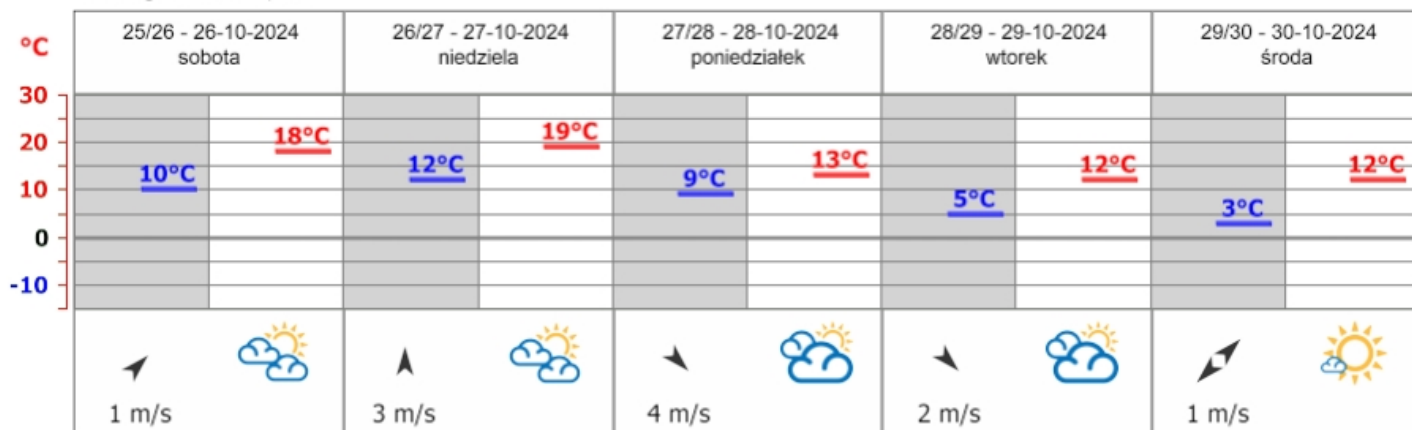 25/26 - 26-10-2024 26/27 - 27-10-2024 27/28 - 28-10-2024 28/29 - 29-10-2024 29/30 - 30-10-2024
°C sobota niedziela poniedziałek wtorek środa
30
20 18°C 19°C
10°C 12°C 13°C 12°C 12°C
10 9°C
5°C 3°C
0
-10
1 m/s 3 m/s 4 m/s 2 m/s 1 m/s